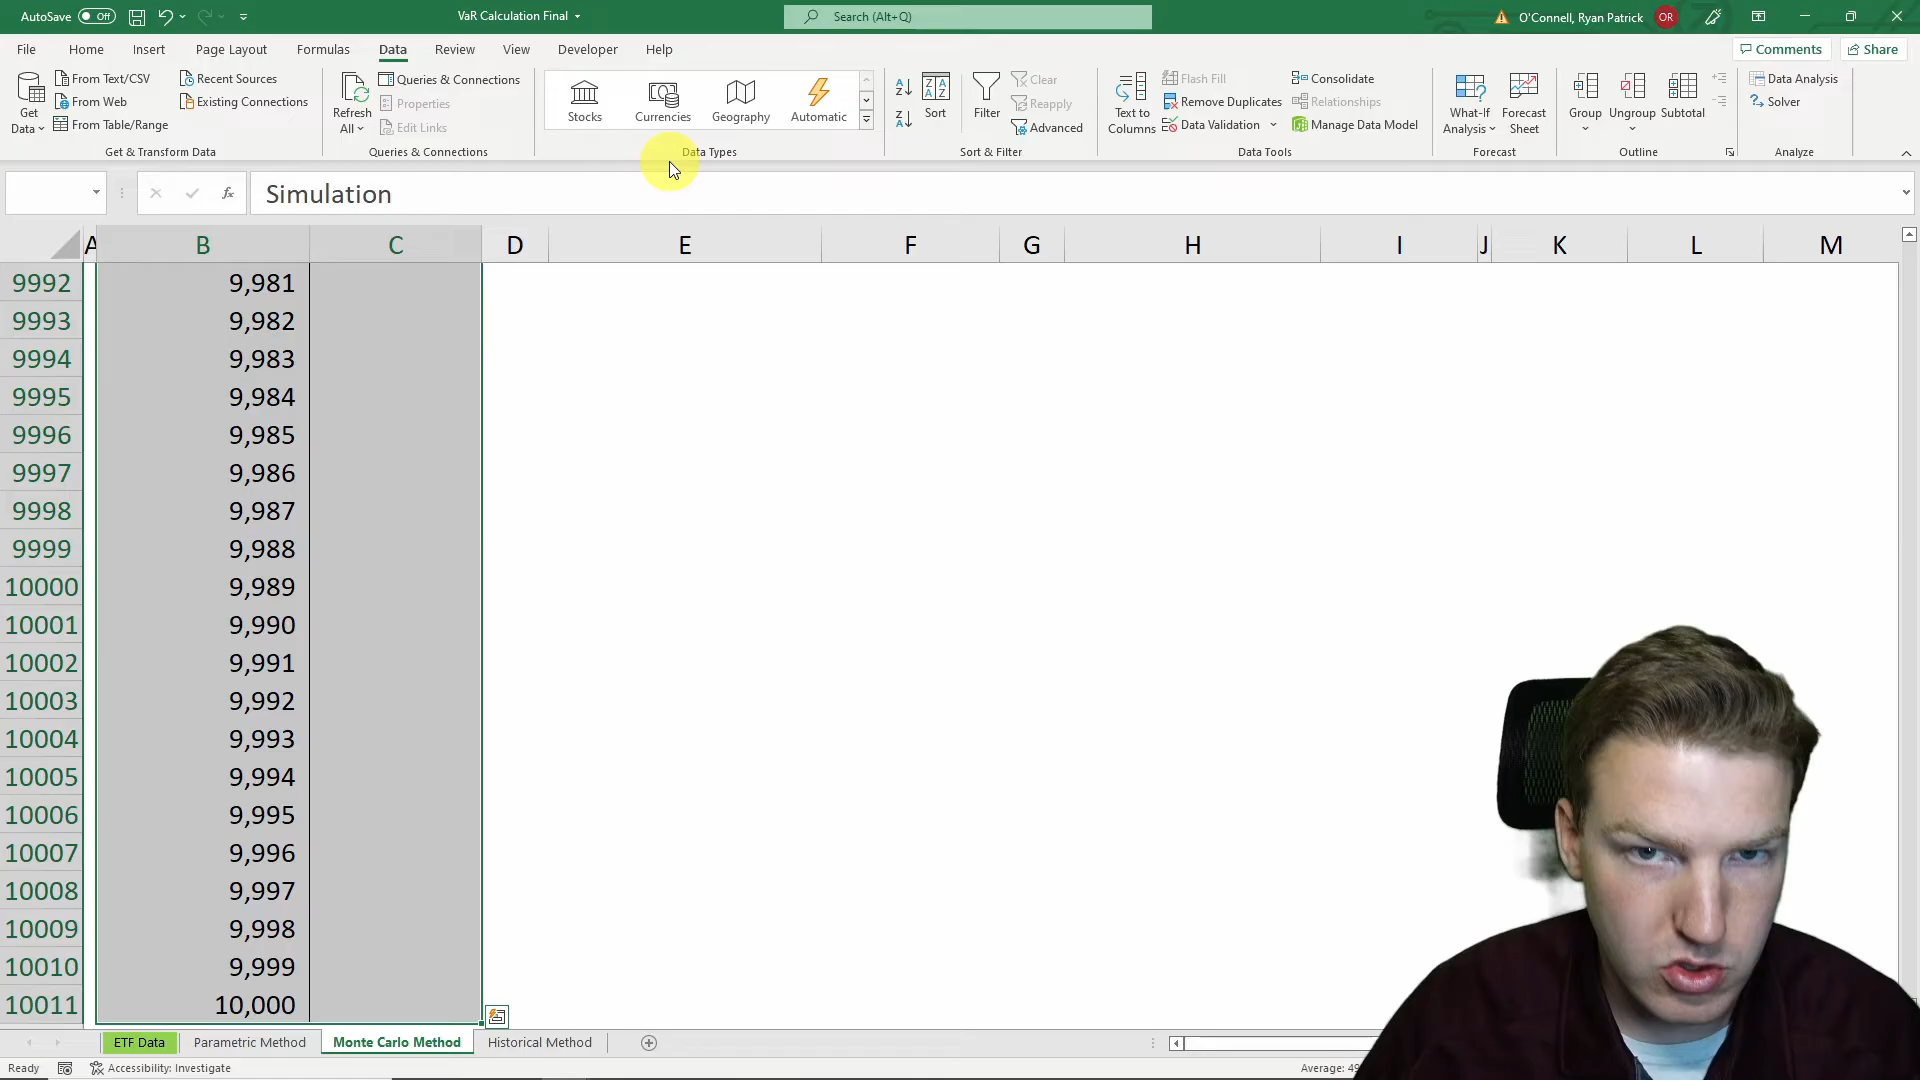 AutoSave Off VaR Calculation Final Search (Alt+Q) O'Connell, Ryan Patrick OR
File Home Insert Page Layout Formulas Data Review View Developer Help Comments Share
Get Data
From Text/CSV
From Web
From Table/Range
Recent Sources
Existing Connections
Get & Transform Data
Refresh All
Queries & Connections
Properties
Edit Links
Queries & Connections
Stocks Currencies Geography Automatic
Data Types
Sort
Filter
Clear
Reapply
Advanced
Sort & Filter
Text to Columns
Flash Fill
Remove Duplicates
Data Validation
Consolidate
Relationships
Manage Data Model
Data Tools
What-If Analysis
Forecast Sheet
Forecast
Group Ungroup Subtotal
Outline
Data Analysis
Solver
Analyze
fx Simulation
A B C D E F G H I J K L M
9992 9,981
9993 9,982
9994 9,983
9995 9,984
9996 9,985
9997 9,986
9998 9,987
9999 9,988
10000 9,989
10001 9,990
10002 9,991
10003 9,992
10004 9,993
10005 9,994
10006 9,995
10007 9,996
10008 9,997
10009 9,998
10010 9,999
10011 10,000
ETF Data Parametric Method Monte Carlo Method Historical Method
Ready Accessibility: Investigate Average: